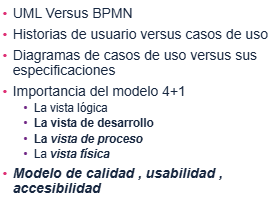 • UML Versus BPMN
• Historias de usuario versus casos de uso
• Diagramas de casos de uso versus sus
especificaciones
• Importancia del modelo 4+1
• La vista lógica
• La vista de desarrollo
• La vista de proceso
• La vista física
• Modelo de calidad , usabilidad ,
accesibilidad